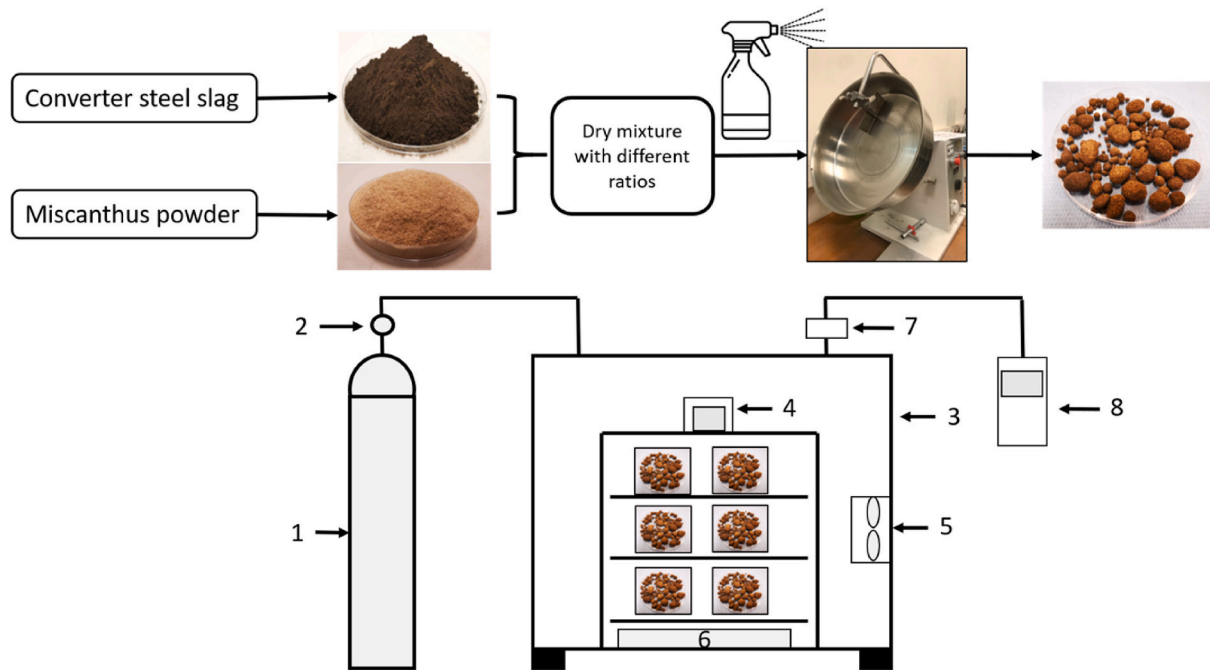 Converter steel slag
Miscanthus powder
Dry mixture
with different
ratios
2
7
4
3
8
1
5
6